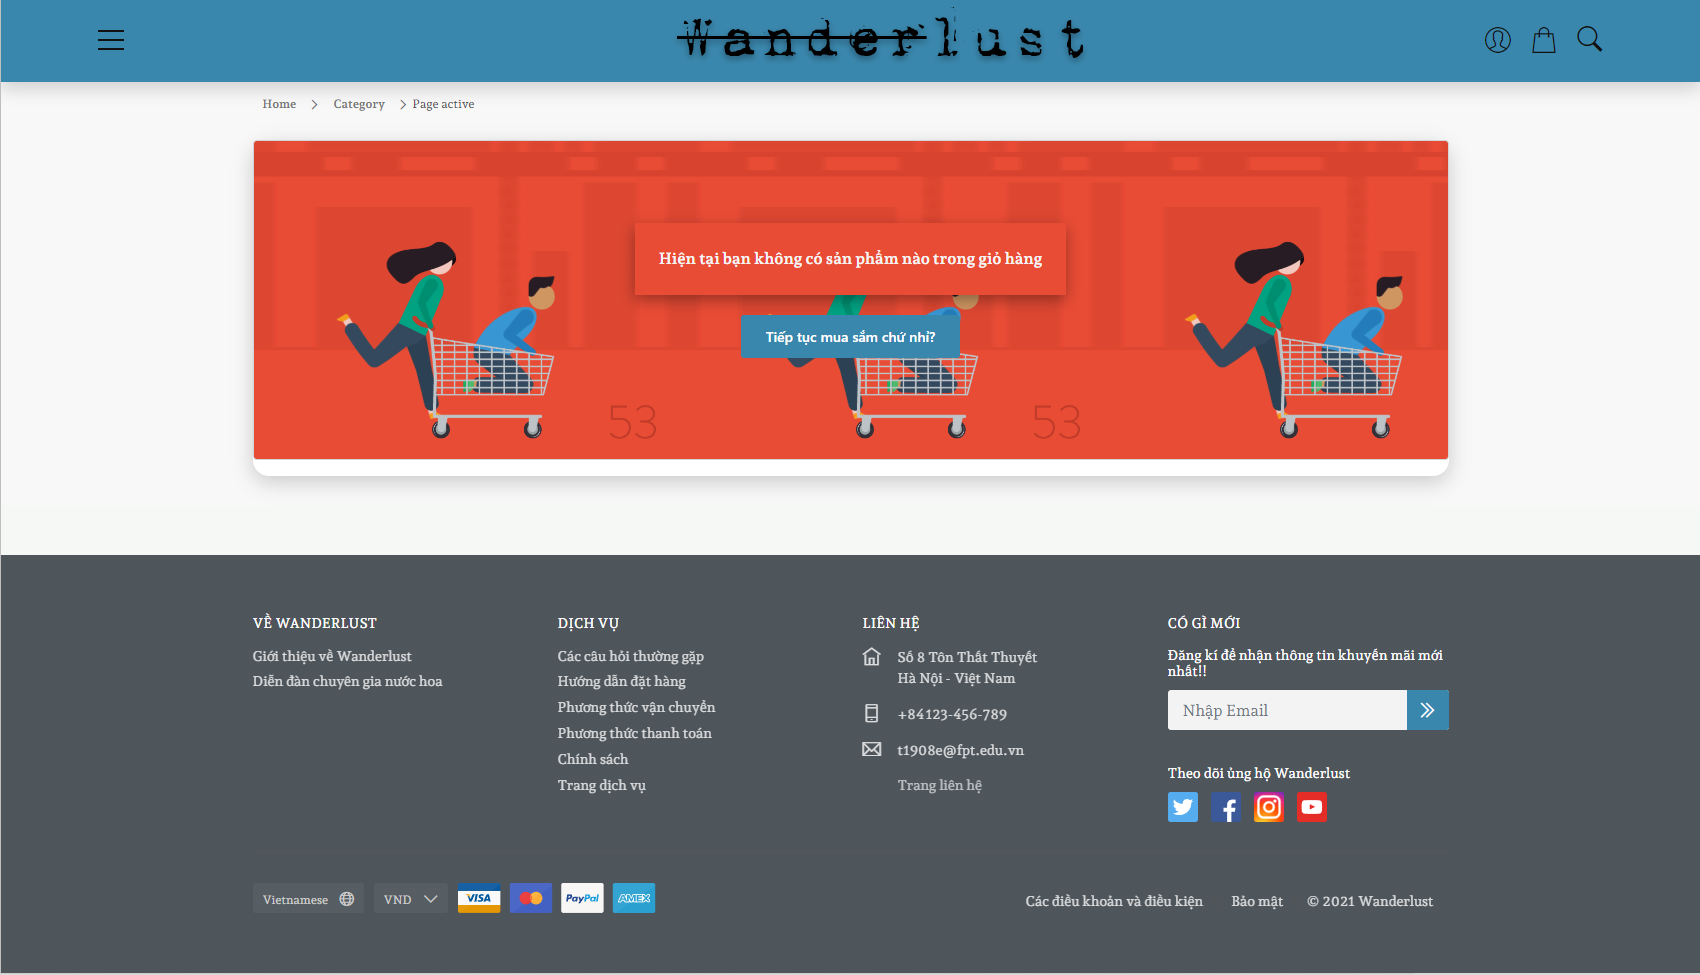 Wanderlust
Home
Category
Page active
Hiện tại bạn không có sản phẩm nào trong giỏ hàng
Tiếp tục mua sắm chứ nhỉ?
53
53
VỀ WANDERLUST
Giới thiệu về Wanderlust
Diễn đàn chuyên gia nước hoa
DỊCH VỤ
Các câu hỏi thường gặp
Hướng dẫn đặt hàng
Phương thức vận chuyển
Phương thức thanh toán
Chính sách
Trang dịch vụ
LIÊN HỆ
Số 8 Tôn Thất Thuyết
Hà Nội - Việt Nam
+84123-456-789
t1908e@fpt.edu.vn
Trang liên hệ
CÓ GÌ MỚI
Đăng kí để nhận thông tin khuyến mãi mới
nhất!!
Nhập Email
Theo dõi ủng hộ Wanderlust
Vietnamese
VND
VISA
PayPal
AMEX
Các điều khoản và điều kiện
Bảo mật
© 2021 Wanderlust